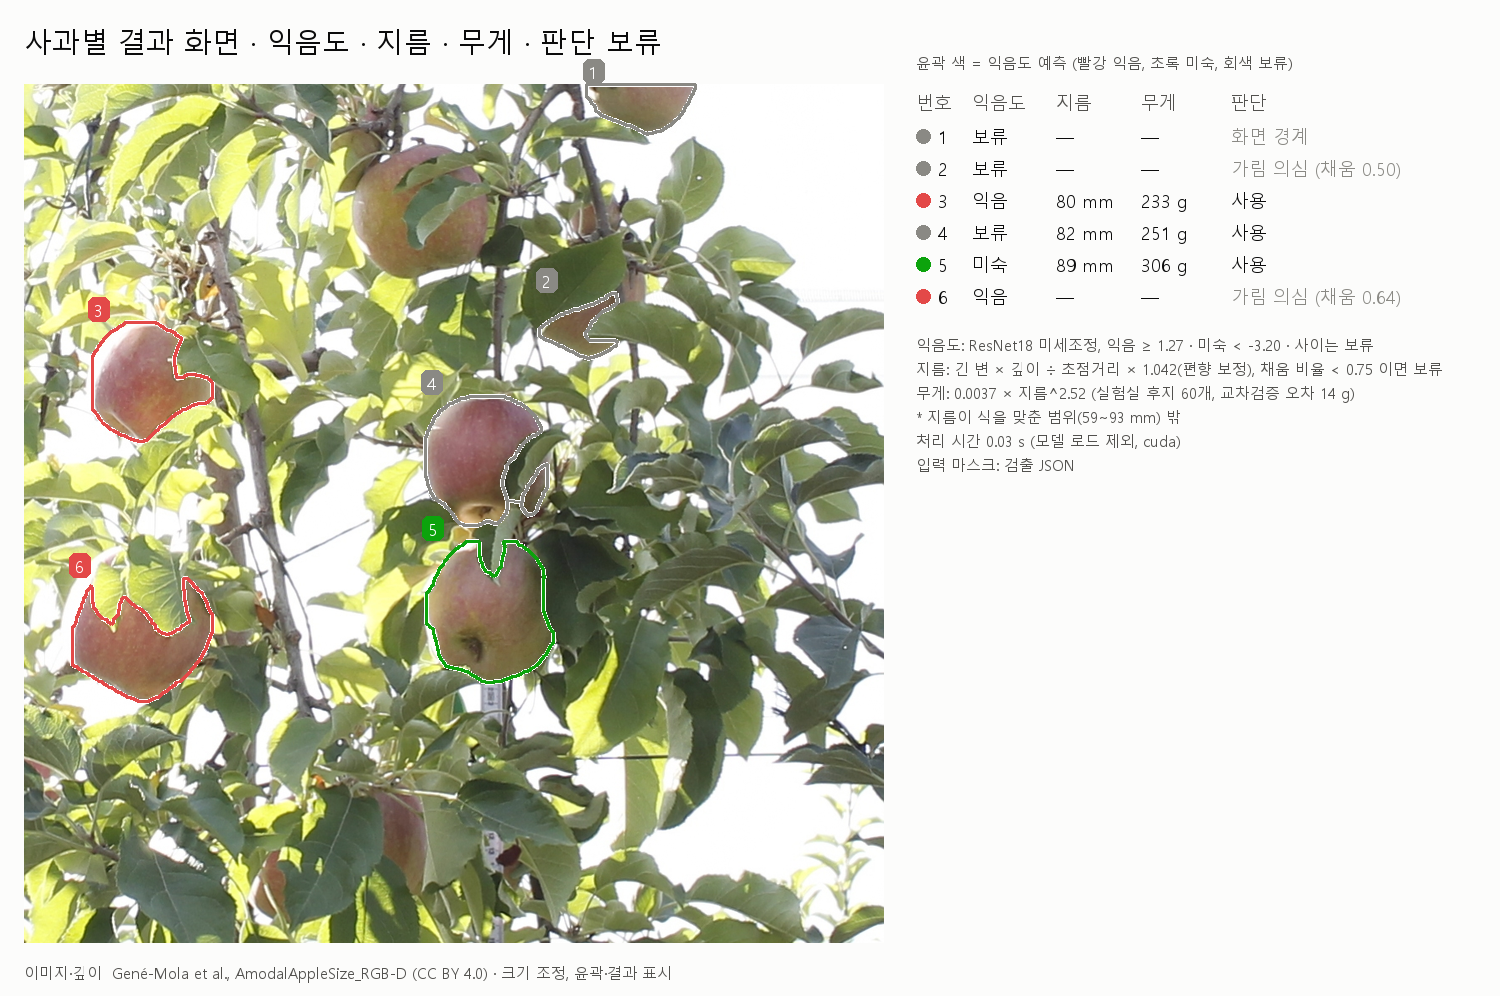 사과별 결과 화면 · 익음도 · 지름 · 무게 · 판단 보류
1
2
3
4
5
6
윤곽 색 = 익음도 예측 (빨강 익음, 초록 미숙, 회색 보류)
번호 익음도 지름 무게 판단
1 보류 — — 화면 경계
2 보류 — — 가림 의심 (채움 0.50)
3 익음 80 mm 233 g 사용
4 보류 82 mm 251 g 사용
5 미숙 89 mm 306 g 사용
6 익음 — — 가림 의심 (채움 0.64)
익음도: ResNet18 미세조정, 익음 ≥ 1.27 · 미숙 < -3.20 · 사이는 보류
지름: 긴 변 × 깊이 ÷ 초점거리 × 1.042(편향 보정), 채움 비율 < 0.75 이면 보류
무게: 0.0037 × 지름^2.52 (실험실 후지 60개, 교차검증 오차 14 g)
* 지름이 식을 맞춘 범위(59~93 mm) 밖
처리 시간 0.03 s (모델 로드 제외, cuda)
입력 마스크: 검출 JSON
이미지·깊이 Gené-Mola et al., AmodalAppleSize_RGB-D (CC BY 4.0) · 크기 조정, 윤곽·결과 표시